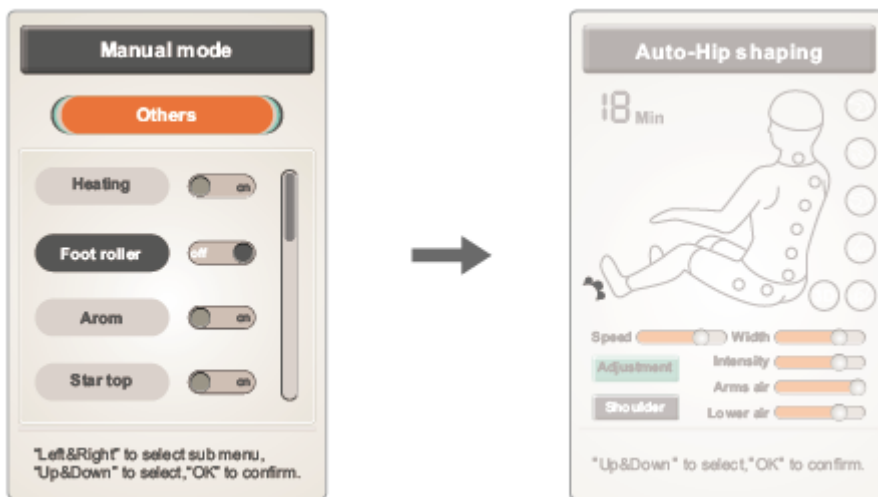 Manual mode
Others
Heating on
Foot roller off
Arom on
Star top on
"Left&Right" to select sub menu,
"Up&Down" to select,"OK" to confirm.
Auto-Hip shaping
18 Min
Speed Width
Adjustment Intensity
Arms air
Shoulder Lower air
"Up&Down" to select,"OK" to confirm.